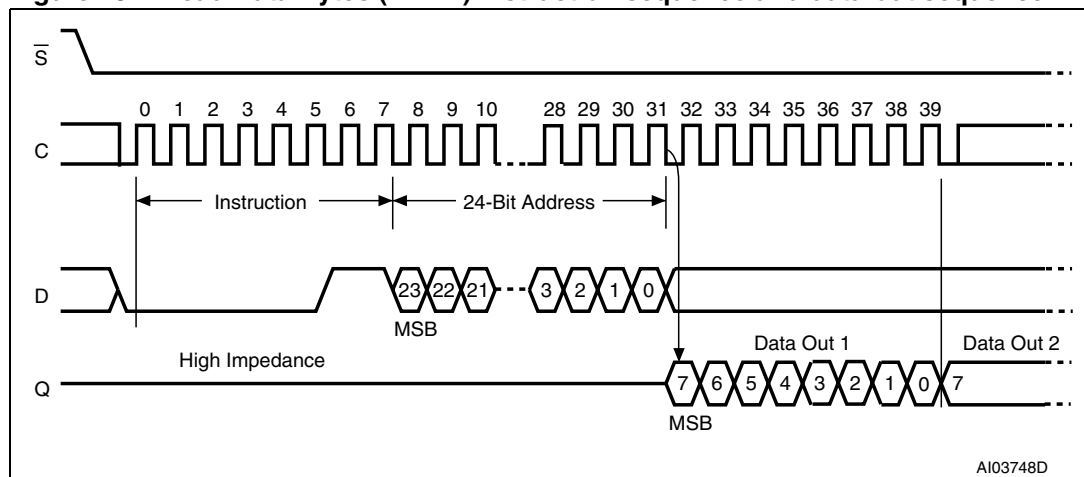 S
0 1 2 3 4 5 6 7 8 9 10 28 29 30 31 32 33 34 35 36 37 38 39
C
Instruction 24-Bit Address
D
23 22 21 3 2 1 0
MSB
High Impedance
Data Out 1 Data Out 2
Q
7 6 5 4 3 2 1 0 7
MSB
AI03748D